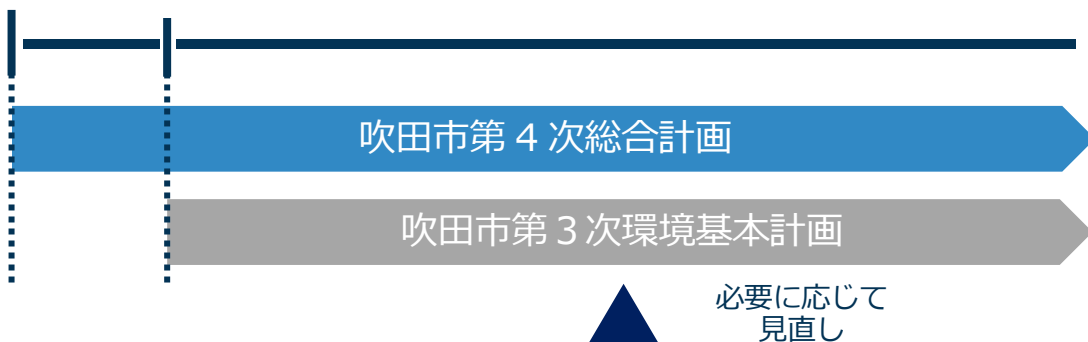 吹田市第４次総合計画
吹田市第３次環境基本計画
必要に応じて
見直し